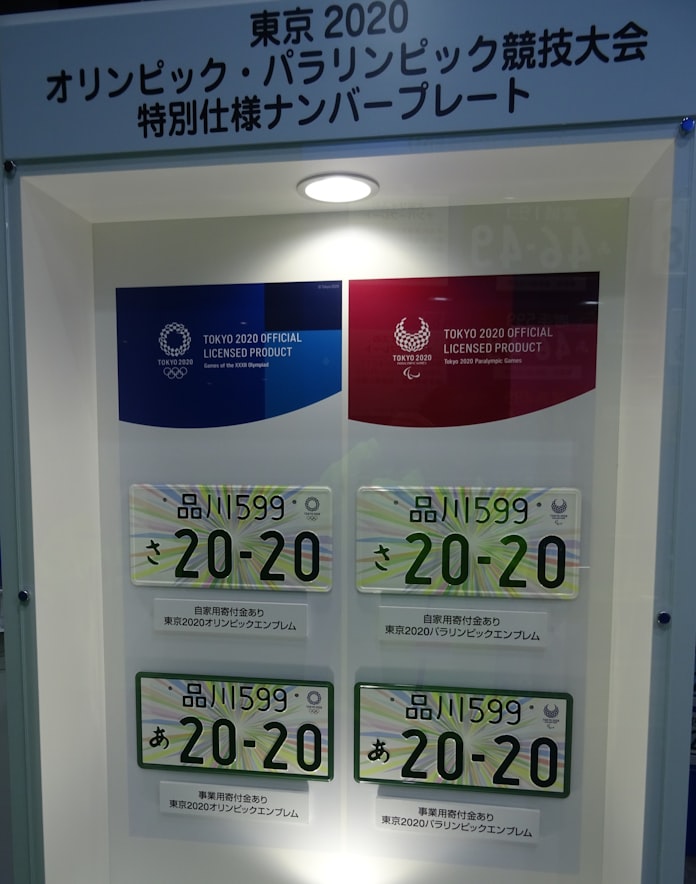 東京 2020
オリンピック・パラリンピック競技大会
特別仕様ナンバープレート
TOKYO 2020
TOKYO 2020 OFFICIAL
LICENSED PRODUCT
Games of the XXXII Olympiad
TOKYO 2020
PARALYMPIC GAMES
TOKYO 2020 OFFICIAL
LICENSED PRODUCT
Tokyo 2020 Paralympic Games
品川599
さ 20-20
自家用寄付金あり
東京2020オリンピックエンブレム
品川599
さ 20-20
自家用寄付金あり
東京2020パラリンピックエンブレム
品川599
あ 20-20
事業用寄付金あり
東京2020オリンピックエンブレム
品川599
あ 20-20
事業用寄付金あり
東京2020パラリンピックエンブレム